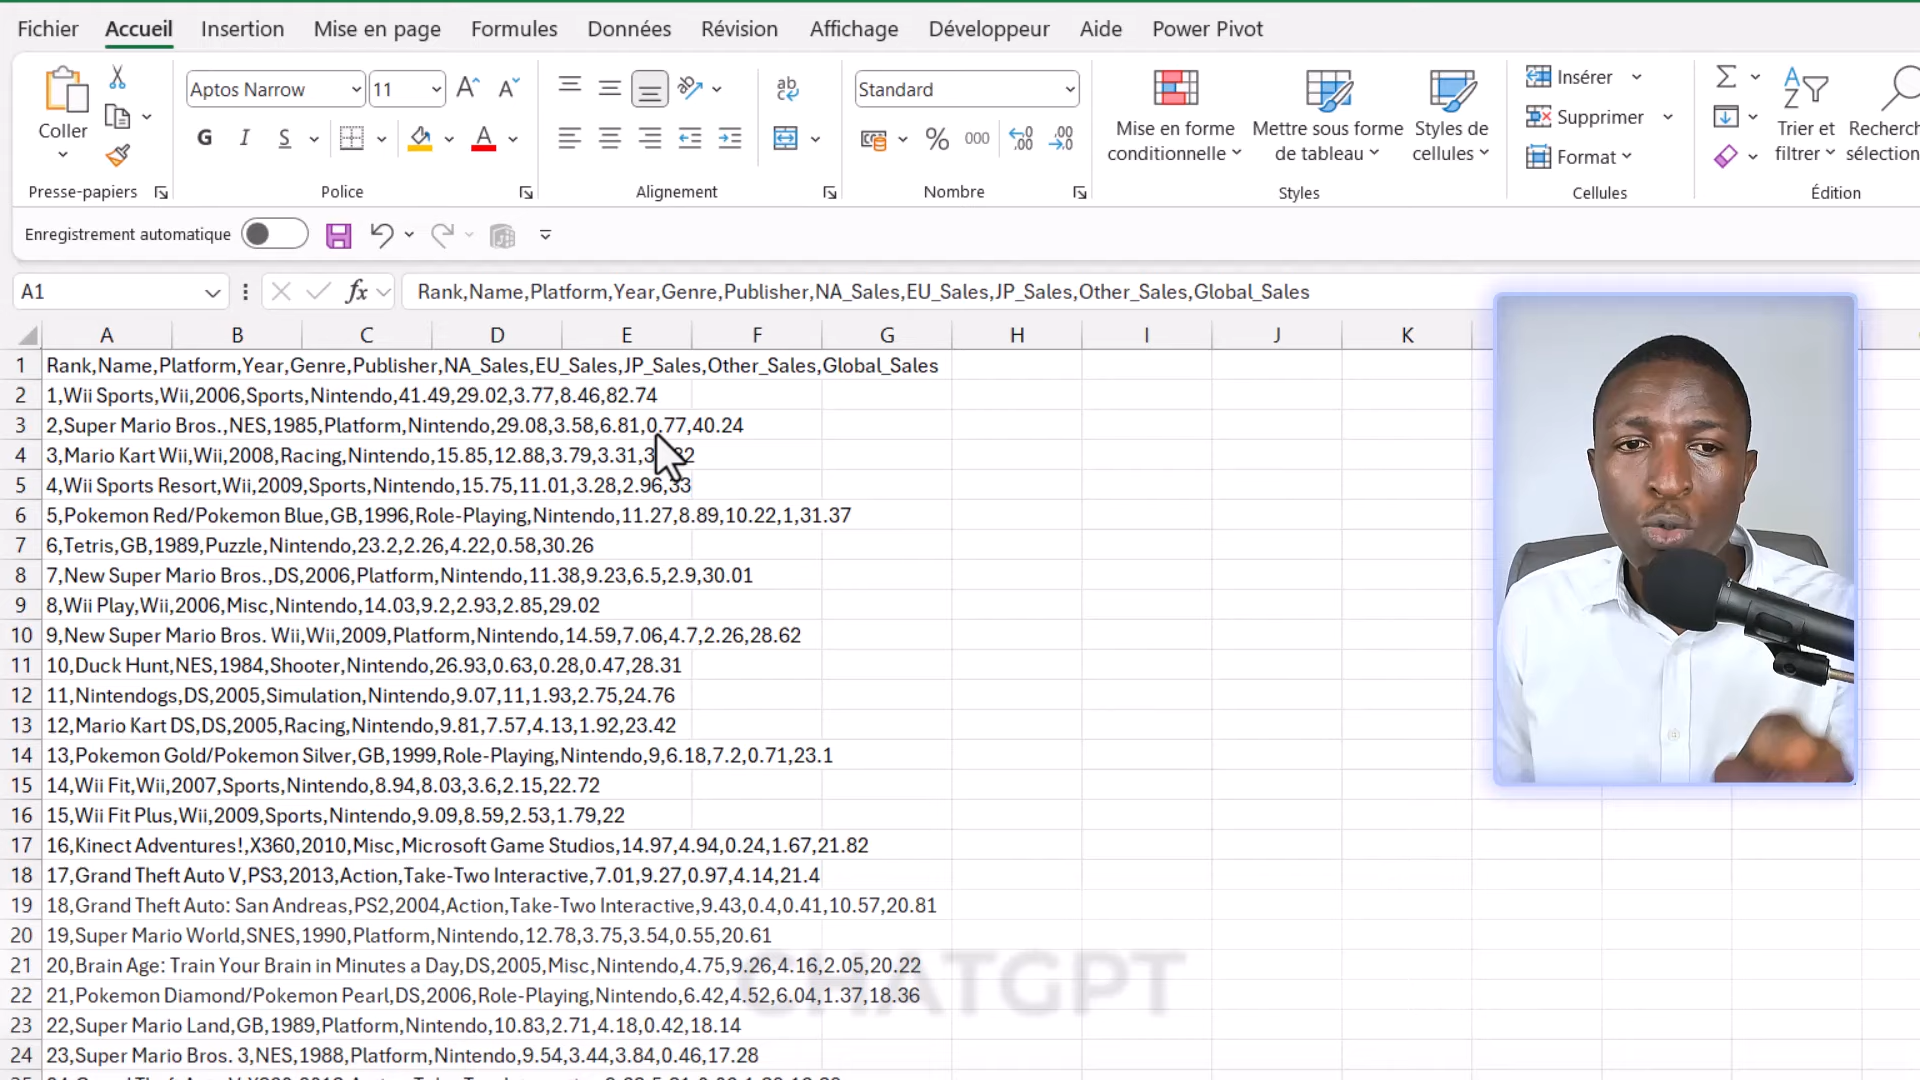 Fichier Accueil Insertion Mise en page Formules Données Révision Affichage Développeur Aide Power Pivot
Coller
Presse-papiers
Aptos Narrow 11
G I S
Police
Alignement
Standard
% 000
Nombre
Mise en forme conditionnelle
Mettre sous forme de tableau
Styles de cellules
Styles
Insérer
Supprimer
Format
Cellules
Trier et filtrer
Édition
Enregistrement automatique
A1 fx Rank,Name,Platform,Year,Genre,Publisher,NA_Sales,EU_Sales,JP_Sales,Other_Sales,Global_Sales
A B C D E F G H I J K
1 Rank,Name,Platform,Year,Genre,Publisher,NA_Sales,EU_Sales,JP_Sales,Other_Sales,Global_Sales
2 1,Wii Sports,Wii,2006,Sports,Nintendo,41.49,29.02,3.77,8.46,82.74
3 2,Super Mario Bros.,NES,1985,Platform,Nintendo,29.08,3.58,6.81,0.77,40.24
4 3,Mario Kart Wii,Wii,2008,Racing,Nintendo,15.85,12.88,3.79,3.31,
5 4,Wii Sports Resort,Wii,2009,Sports,Nintendo,15.75,11.01,3.28,2.96,33
6 5,Pokemon Red/Pokemon Blue,GB,1996,Role-Playing,Nintendo,11.27,8.89,10.22,1,31.37
7 6,Tetris,GB,1989,Puzzle,Nintendo,23.2,2.26,4.22,0.58,30.26
8 7,New Super Mario Bros.,DS,2006,Platform,Nintendo,11.38,9.23,6.5,2.9,30.01
9 8,Wii Play,Wii,2006,Misc,Nintendo,14.03,9.2,2.93,2.85,29.02
10 9,New Super Mario Bros. Wii,Wii,2009,Platform,Nintendo,14.59,7.06,4.7,2.26,28.62
11 10,Duck Hunt,NES,1984,Shooter,Nintendo,26.93,0.63,0.28,0.47,28.31
12 11,Nintendogs,DS,2005,Simulation,Nintendo,9.07,11,1.93,2.75,24.76
13 12,Mario Kart DS,DS,2005,Racing,Nintendo,9.81,7.57,4.13,1.92,23.42
14 13,Pokemon Gold/Pokemon Silver,GB,1999,Role-Playing,Nintendo,9,6.18,7.2,0.71,23.1
15 14,Wii Fit,Wii,2007,Sports,Nintendo,8.94,8.03,3.6,2.15,22.72
16 15,Wii Fit Plus,Wii,2009,Sports,Nintendo,9.09,8.59,2.53,1.79,22
17 16,Kinect Adventures!,X360,2010,Misc,Microsoft Game Studios,14.97,4.94,0.24,1.67,21.82
18 17,Grand Theft Auto V,PS3,2013,Action,Take-Two Interactive,7.01,9.27,0.97,4.14,21.4
19 18,Grand Theft Auto: San Andreas,PS2,2004,Action,Take-Two Interactive,9.43,0.4,0.41,10.57,20.81
20 19,Super Mario World,SNES,1990,Platform,Nintendo,12.78,3.75,3.54,0.55,20.61
21 20,Brain Age: Train Your Brain in Minutes a Day,DS,2005,Misc,Nintendo,4.75,9.26,4.16,2.05,20.22
22 21,Pokemon Diamond/Pokemon Pearl,DS,2006,Role-Playing,Nintendo,6.42,4.52,6.04,1.37,18.36
CHATGPT
23 22,Super Mario Land,GB,1989,Platform,Nintendo,10.83,2.71,4.18,0.42,18.14
24 23,Super Mario Bros. 3,NES,1988,Platform,Nintendo,9.54,3.44,3.84,0.46,17.28